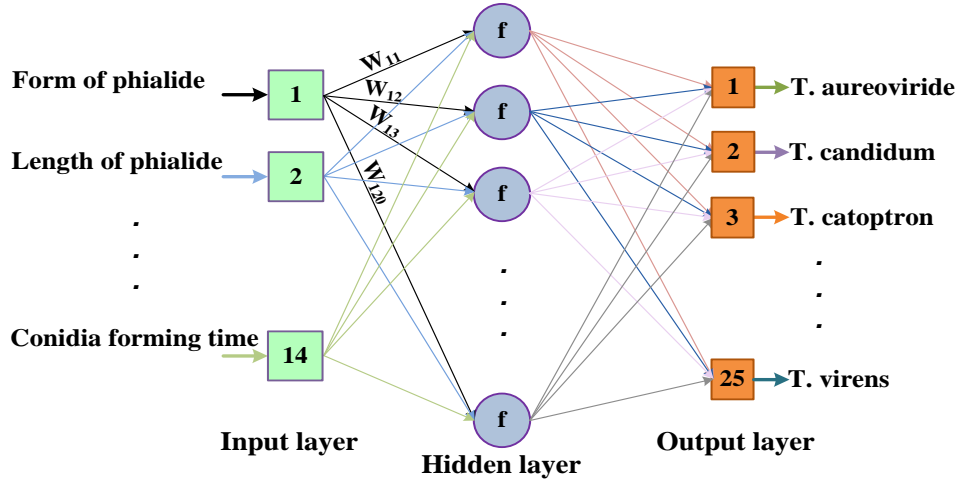 Form of phialide
1
Length of phialide
2
.
.
.
Conidia forming time
14
Input layer
W11
W12
W13
W120
f
f
f
.
.
.
f
Hidden layer
1
T. aureoviride
2
T. candidum
3
T. catoptron
.
.
.
.
.
.
25
T. virens
Output layer